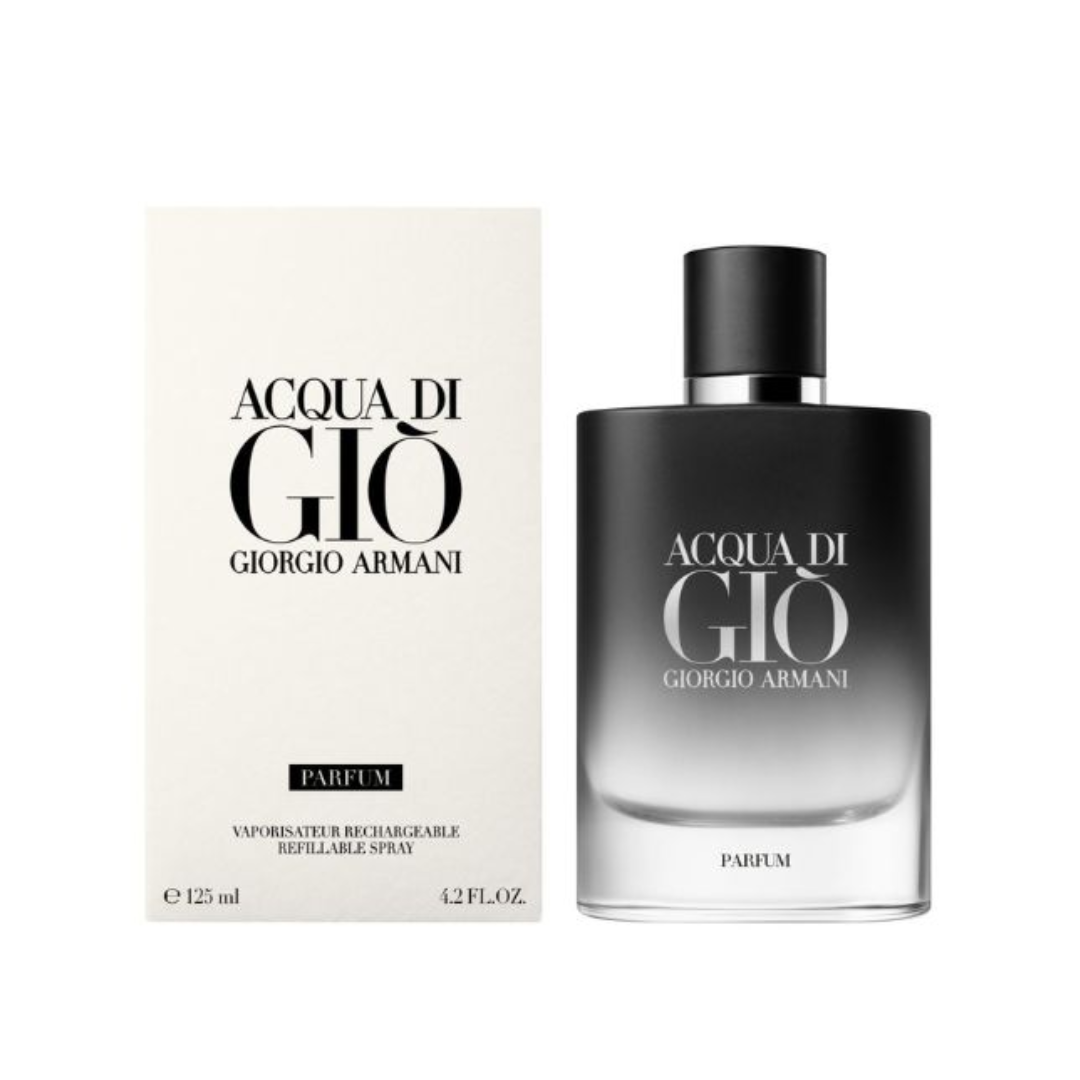 ACQUA DI
GIÒ
GIORGIO ARMANI
PARFUM
VAPORISATEUR RECHARGEABLE
REFILLABLE SPRAY
℮ 125 ml 4.2 FL.OZ.
ACQUA DI
GIÒ
GIORGIO ARMANI
PARFUM